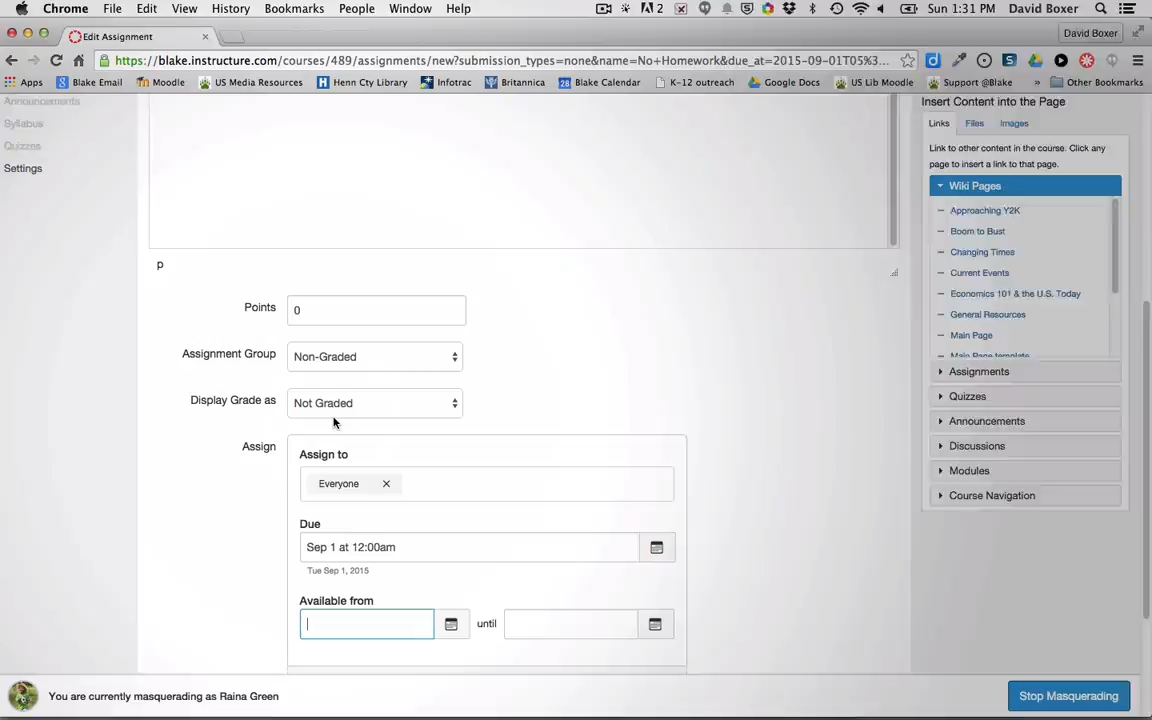 Chrome File Edit View History Bookmarks People Window Help 2 Sun 1:31 PM David Boxer
Edit Assignment × David Boxer
https://blake.instructure.com/courses/489/assignments/new?submission_types=none&name=No+Homework&due_at=2015-09-01T05%3...
Apps Blake Email Moodle US Media Resources Henn Cty Library Infotrac Britannica 28 Blake Calendar K-12 outreach Google Docs US Lib Moodle Support @Blake » Other Bookmarks
Announcements
Syllabus
Quizzes
Settings
p
Points 0
Assignment Group Non-Graded
Display Grade as Not Graded
Assign
Assign to
Everyone ×
Due
Sep 1 at 12:00am
Tue Sep 1, 2015
Available from
until
Insert Content into the Page
Links Files Images
Link to other content in the course. Click any
page to insert a link to that page.
Wiki Pages
Approaching Y2K
Boom to Bust
Changing Times
Current Events
Economics 101 & the U.S. Today
General Resources
Main Page
Main Page template
Assignments
Quizzes
Announcements
Discussions
Modules
Course Navigation
You are currently masquerading as Raina Green
Stop Masquerading